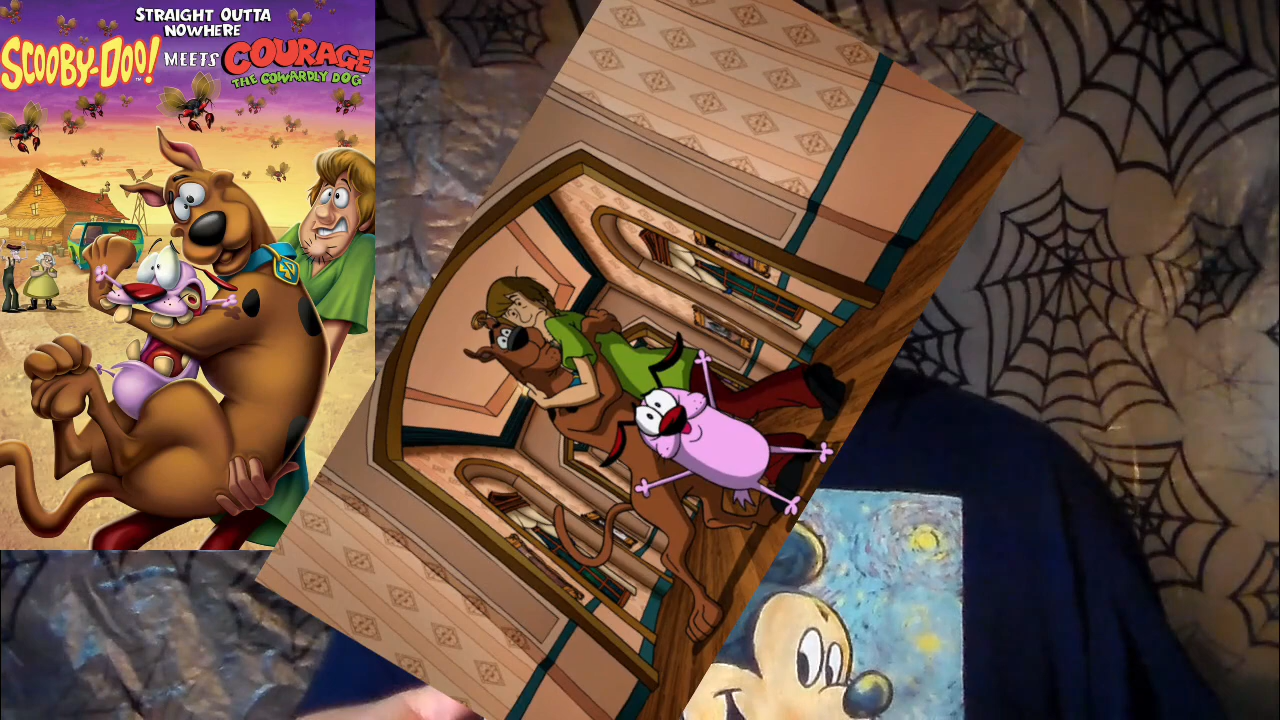 STRAIGHT OUTTA
NOWHERE
SCOOBY-DOO! MEETS COURAGE
THE COWARDLY DOG